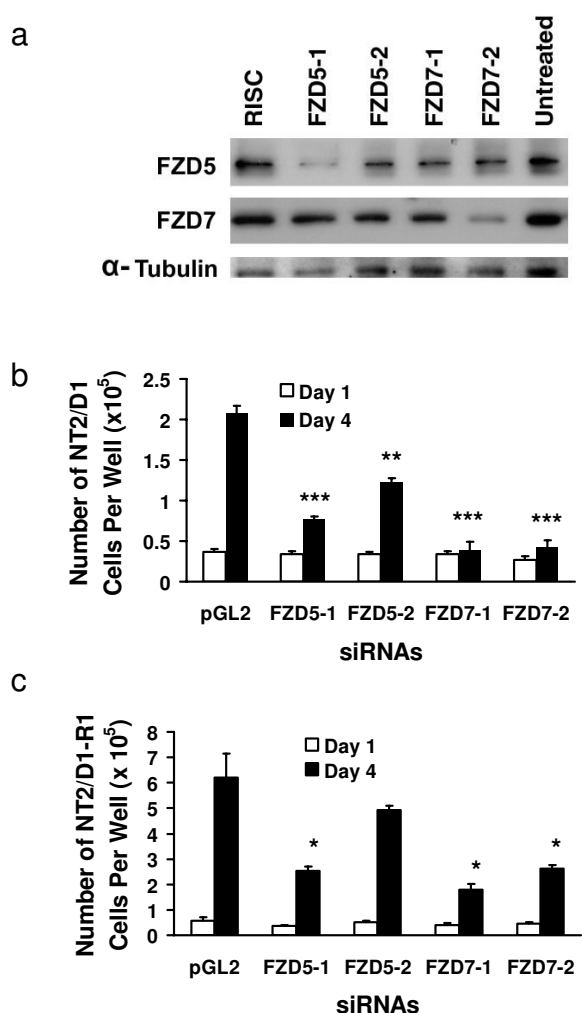 a
RISC
FZD5-1
FZD5-2
FZD7-1
FZD7-2
Untreated
FZD5
FZD7
α- Tubulin
b
Number of NT2/D1
Cells Per Well (x10⁵)
2.5
2
1.5
1
0.5
0
Day 1
Day 4
***
**
***
***
pGL2 FZD5-1 FZD5-2 FZD7-1 FZD7-2
siRNAs
c
Number of NT2/D1-R1
Cells Per Well (x 10⁵)
8
7
6
5
4
3
2
1
0
Day 1
Day 4
*
*
*
pGL2 FZD5-1 FZD5-2 FZD7-1 FZD7-2
siRNAs